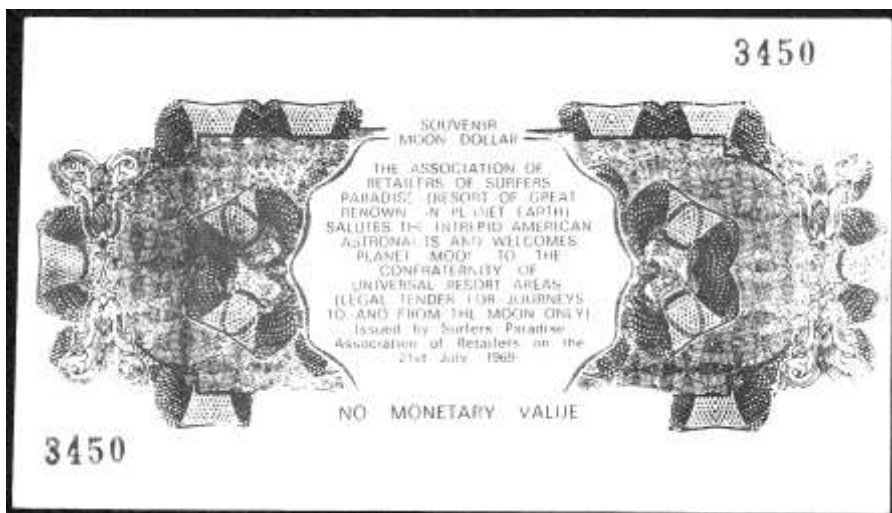 3450
SOUVENIR
MOON DOLLAR
THE ASSOCIATION OF
RETAILERS OF SURFERS
PARADISE (RESORT OF GREAT
RENOWN ON PLANET EARTH)
SALUTES THE INTREPID AMERICAN
ASTRONAUTS AND WELCOMES
PLANET MOON TO THE
CONFRATERNITY OF
UNIVERSAL RESORT AREAS
(LEGAL TENDER FOR JOURNEYS
TO AND FROM THE MOON ONLY)
Issued by Surfers Paradise
Association of Retailers on the
21st July 1969
NO MONETARY VALUE
3450